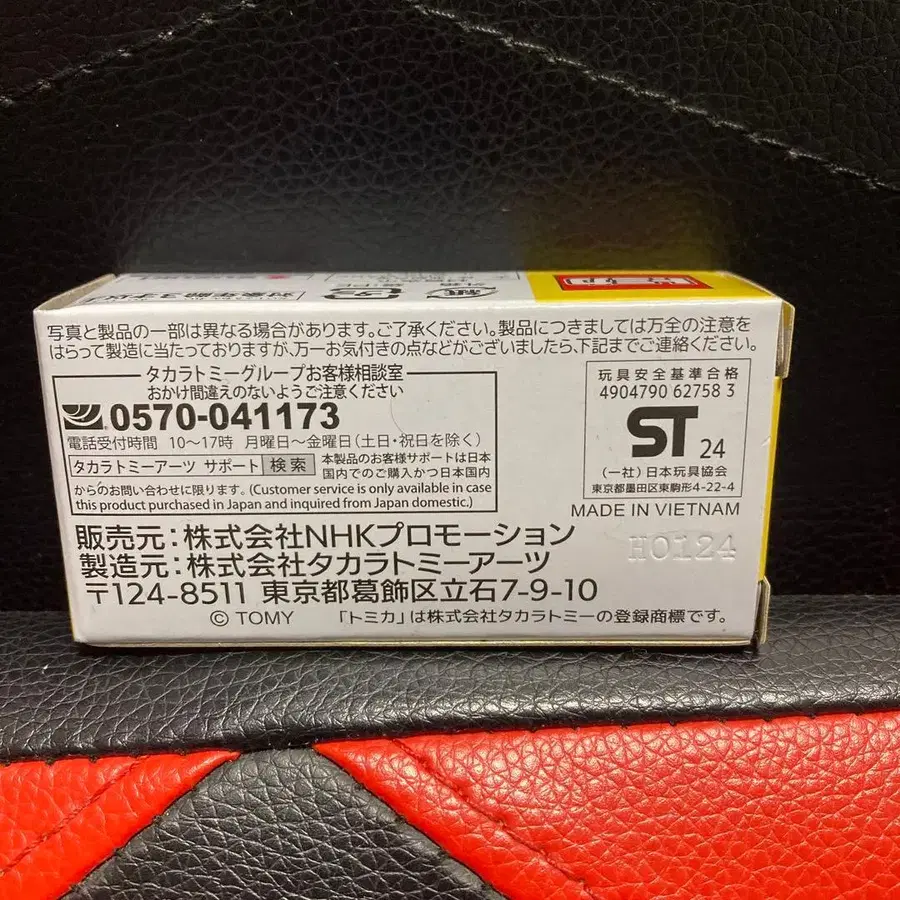 写真と製品の一部は異なる場合があります。ご了承ください。製品につきましては万全の注意を
はらって製造に当たっておりますが、万一お気付きの点などがございましたら、下記までご連絡ください。
タカラトミーグループお客様相談室
おかけ間違えのないようご注意ください
0570-041173
電話受付時間 10〜17時 月曜日〜金曜日(土日・祝日を除く)
タカラトミーアーツ サポート 検索 本製品のお客様サポートは日本
国内でのご購入かつ日本国内
からのお問い合わせに限ります。(Customer service is only available in case
this product purchased in Japan and inquired from Japan domestic.)
玩具安全基準合格
4904790 62758 3
ST 24
(一社)日本玩具協会
東京都墨田区東駒形4-22-4
MADE IN VIETNAM
H0124
販売元:株式会社NHKプロモーション
製造元:株式会社タカラトミーアーツ
〒124-8511 東京都葛飾区立石7-9-10
© TOMY 「トミカ」は株式会社タカラトミーの登録商標です。